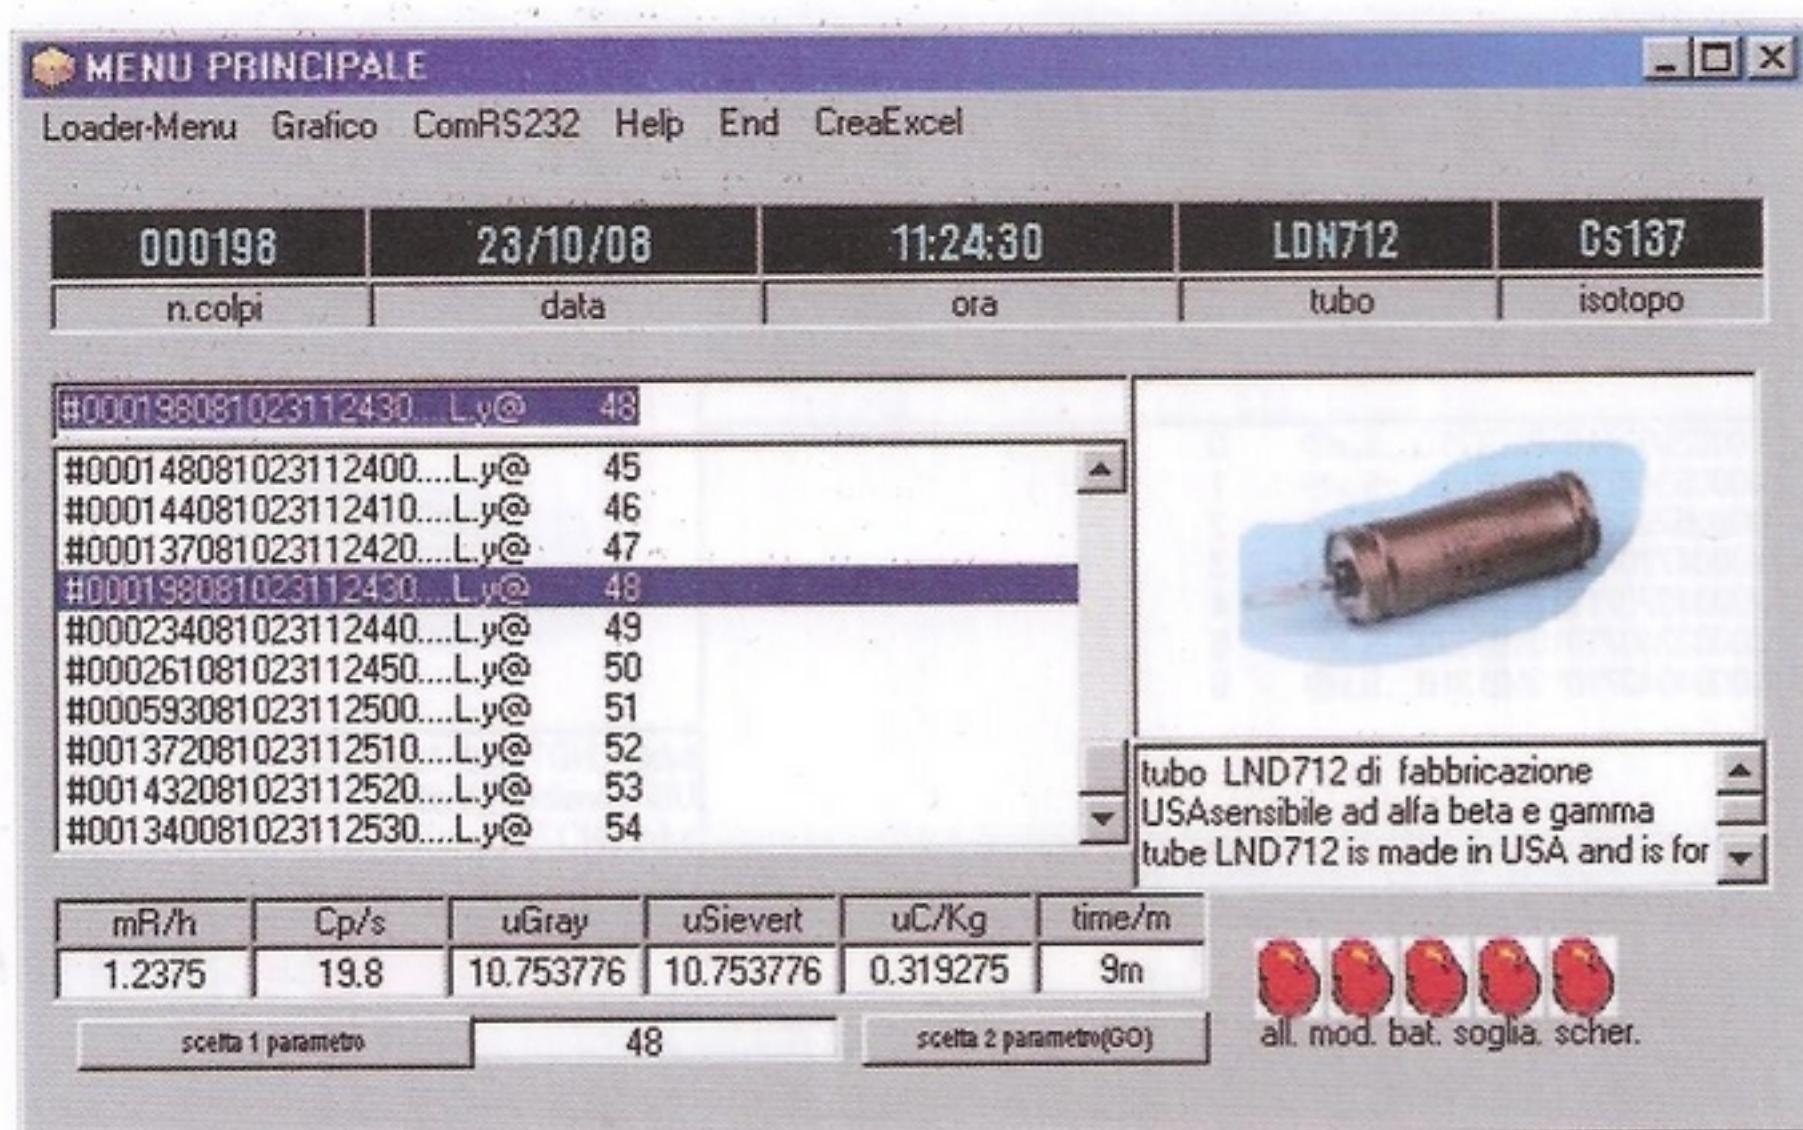 MENU PRINCIPALE
Loader-Menu Grafico ComRS232 Help End CreaExcel
000198 23/10/08 11:24:30 LDN712 Cs137
n.colpi data ora tubo isotopo
#000198081023112430....L.y@ 48
#000148081023112400....L.y@ 45
#000144081023112410....L.y@ 46
#000137081023112420....L.y@ 47
#000198081023112430....L.y@ 48
#000234081023112440....L.y@ 49
#000261081023112450....L.y@ 50
#000593081023112500....L.y@ 51
#001372081023112510....L.y@ 52
#001432081023112520....L.y@ 53
#001340081023112530....L.y@ 54
tubo LND712 di fabbricazione
USAsensibile ad alfa beta e gamma
tube LND712 is made in USA and is for
mR/h Cp/s uGray uSievert uC/Kg time/m
1.2375 19.8 10.753776 10.753776 0.319275 9m
all. mod. bat. soglia. scher.
scelta 1 parametro 48 scelta 2 parametro(GO)